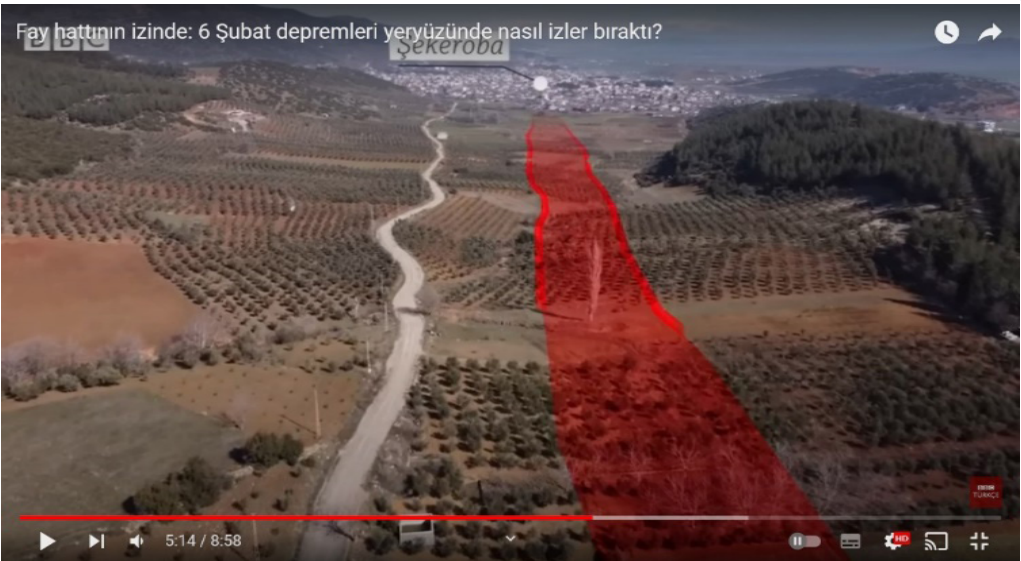 Fay hattının izinde: 6 Şubat depremleri yeryüzünde nasıl izler bıraktı?
BBC
Şekeroba
BBC NEWS
TÜRKÇE
5:14 / 8:58
HD